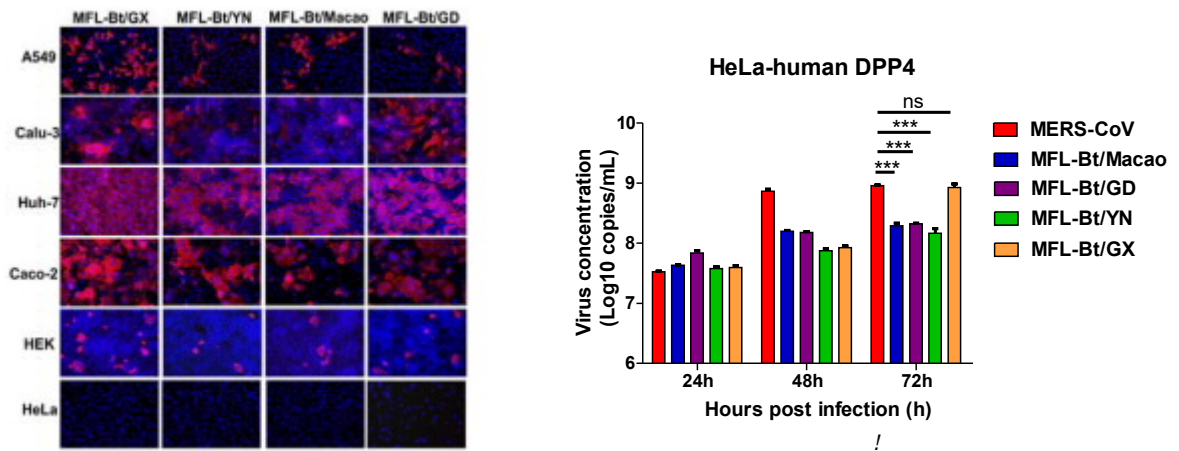 MFL-Bt/GX MFL-Bt/YN MFL-Bt/Macao MFL-Bt/GD
A549
Calu-3
Huh-7
Caco-2
HEK
HeLa
HeLa-human DPP4
Virus concentration
(Log10 copies/mL)
10
9
8
7
6
ns
***
***
***
24h 48h 72h
Hours post infection (h)
!
MERS-CoV
MFL-Bt/Macao
MFL-Bt/GD
MFL-Bt/YN
MFL-Bt/GX